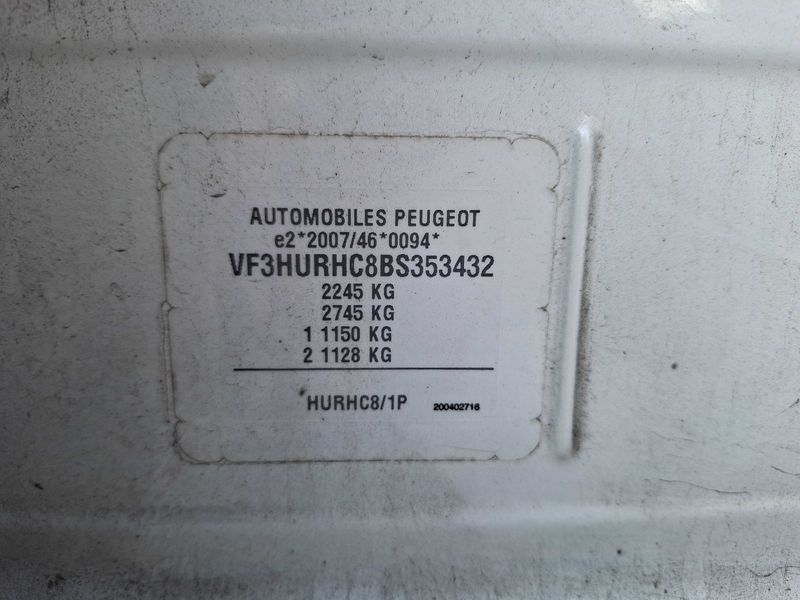 AUTOMOBILES PEUGEOT
e2*2007/46*0094*
VF3HURHC8BS353432
2245 KG
2745 KG
1 1150 KG
2 1128 KG
HURHC8/1P 200402716